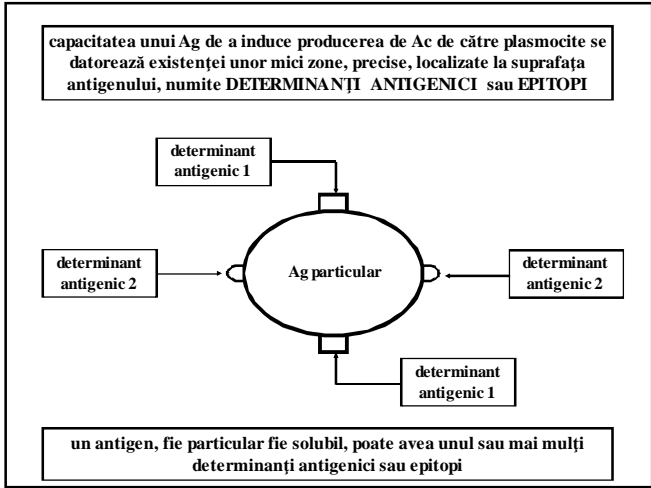 capacitatea unui Ag de a induce producerea de Ac de către plasmocite se
datorează existenței unor mici zone, precise, localizate la suprafața
antigenului, numite DETERMINANŢI ANTIGENICI sau EPITOPI
determinant
antigenic 1
determinant
antigenic 2
Ag particular
determinant
antigenic 2
determinant
antigenic 1
un antigen, fie particular fie solubil, poate avea unul sau mai mulți
determinanți antigenici sau epitopi